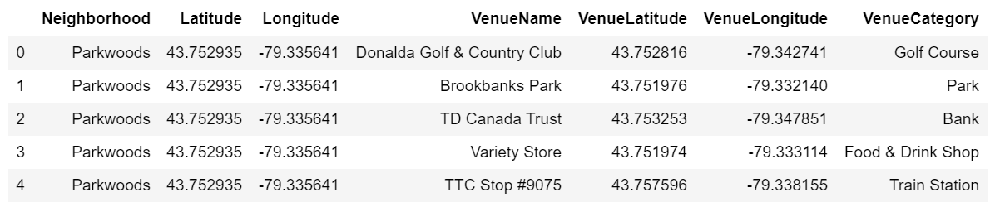 Neighborhood Latitude Longitude VenueName VenueLatitude VenueLongitude VenueCategory
0 Parkwoods 43.752935 -79.335641 Donalda Golf & Country Club 43.752816 -79.342741 Golf Course
1 Parkwoods 43.752935 -79.335641 Brookbanks Park 43.751976 -79.332140 Park
2 Parkwoods 43.752935 -79.335641 TD Canada Trust 43.753253 -79.347851 Bank
3 Parkwoods 43.752935 -79.335641 Variety Store 43.751974 -79.333114 Food & Drink Shop
4 Parkwoods 43.752935 -79.335641 TTC Stop #9075 43.757596 -79.338155 Train Station